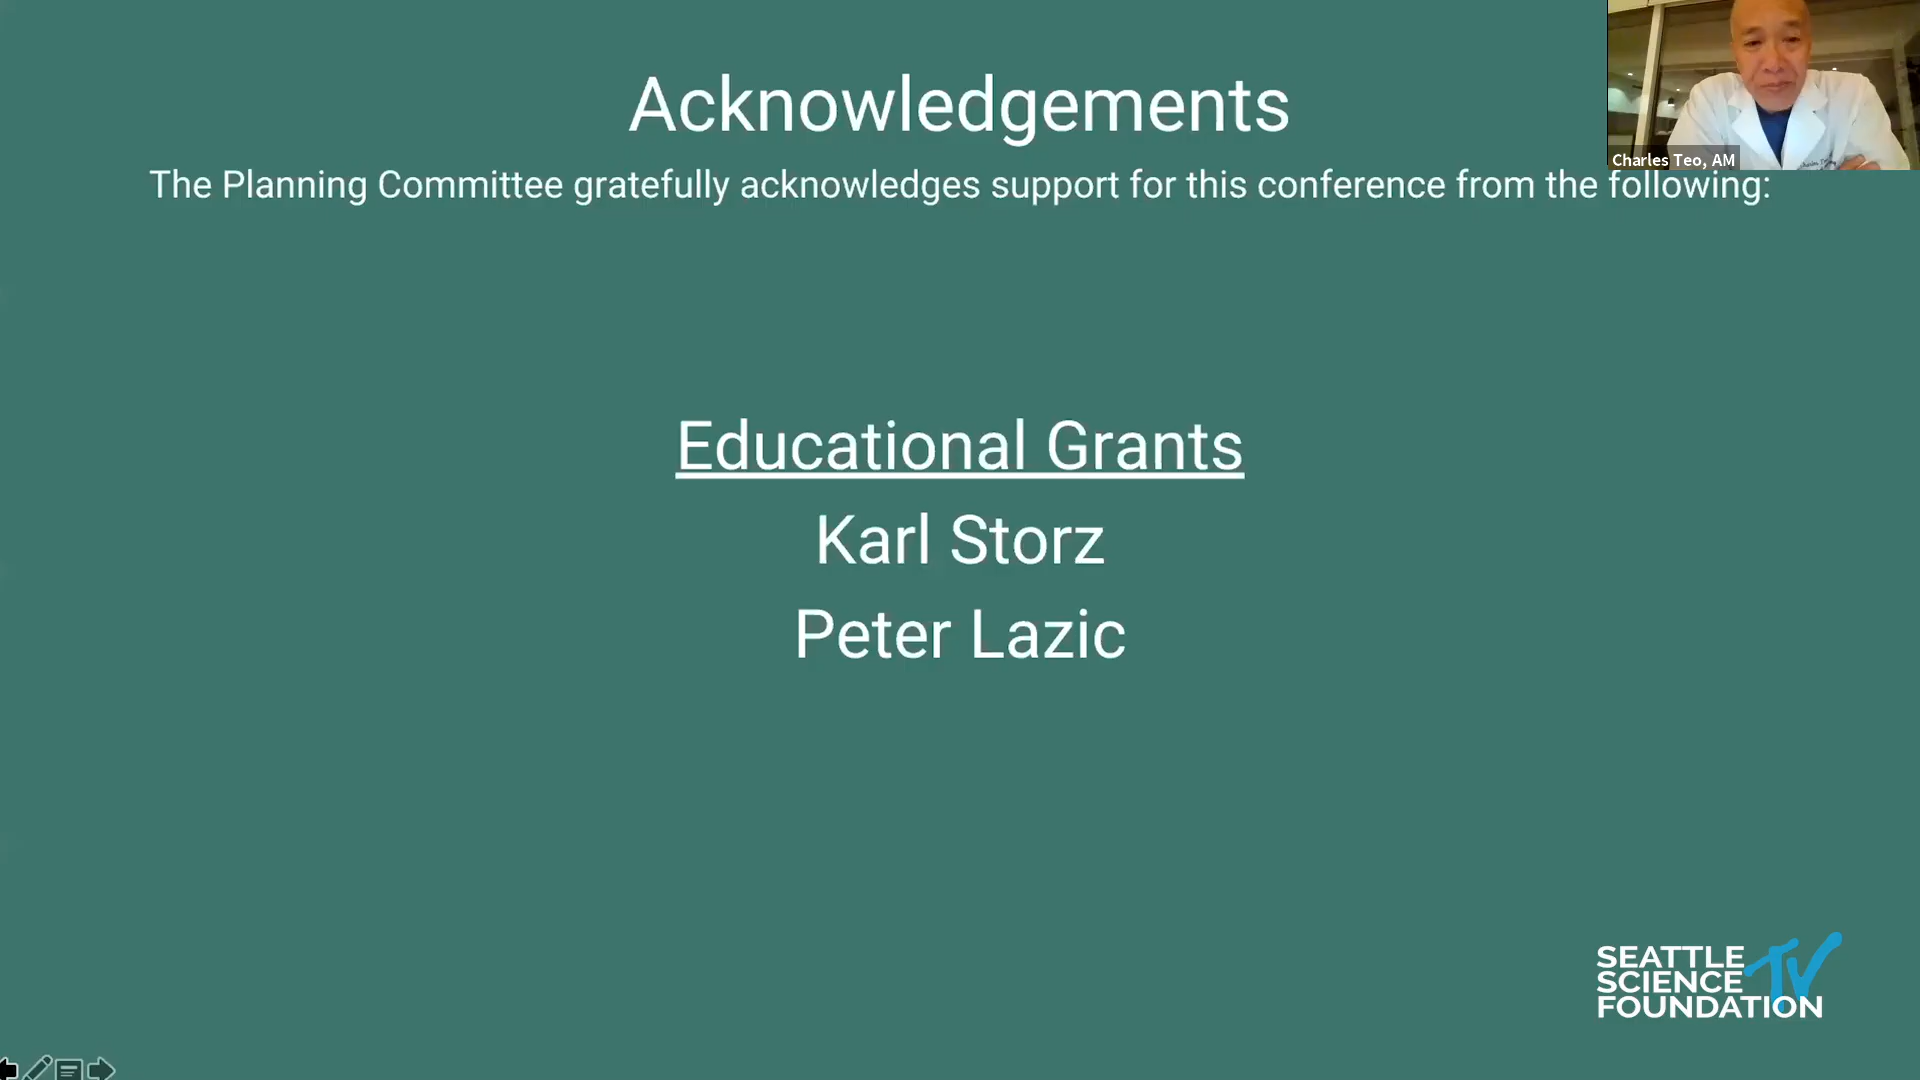 Acknowledgements
The Planning Committee gratefully acknowledges support for this conference from the following:
Charles Teo, AM
Educational Grants
Karl Storz
Peter Lazic
SEATTLE
SCIENCE
FOUNDATION
TV